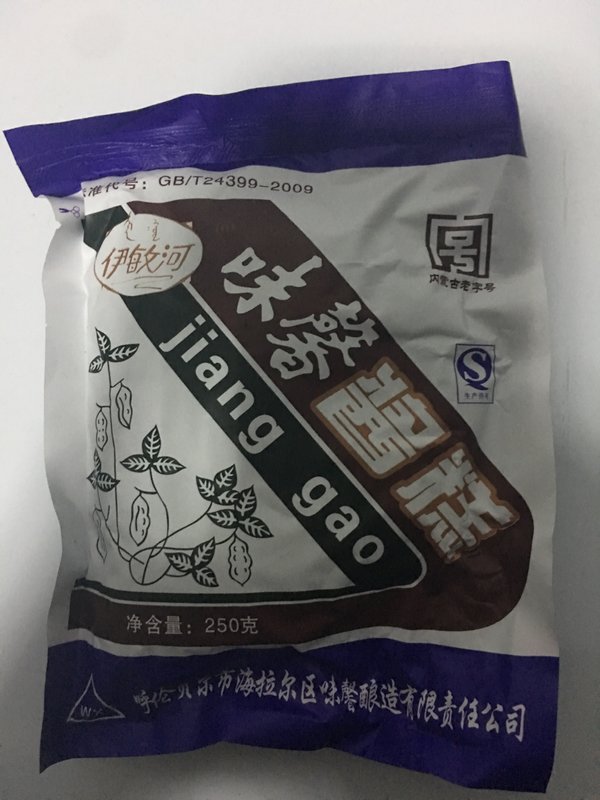 准代号：GB/T24399-2009
伊敏河
内蒙古老字号
味馨
酱糕
jiang gao
S
生产许可
净含量：250克
W·X
呼伦贝尔市海拉尔区味馨酿造有限责任公司